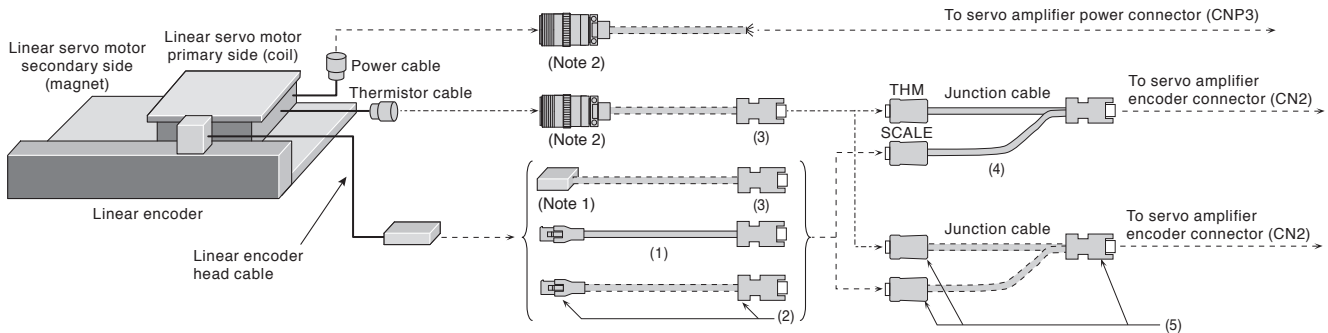 To servo amplifier power connector (CNP3)
Linear servo motor
primary side (coil)
Linear servo motor
secondary side
(magnet)
Power cable
(Note 2)
Thermistor cable
(Note 2)
(3)
THM
Junction cable
To servo amplifier
encoder connector (CN2)
SCALE
(4)
Linear encoder
Linear encoder
head cable
(Note 1)
(3)
(1)
(2)
Junction cable
To servo amplifier
encoder connector (CN2)
(5)